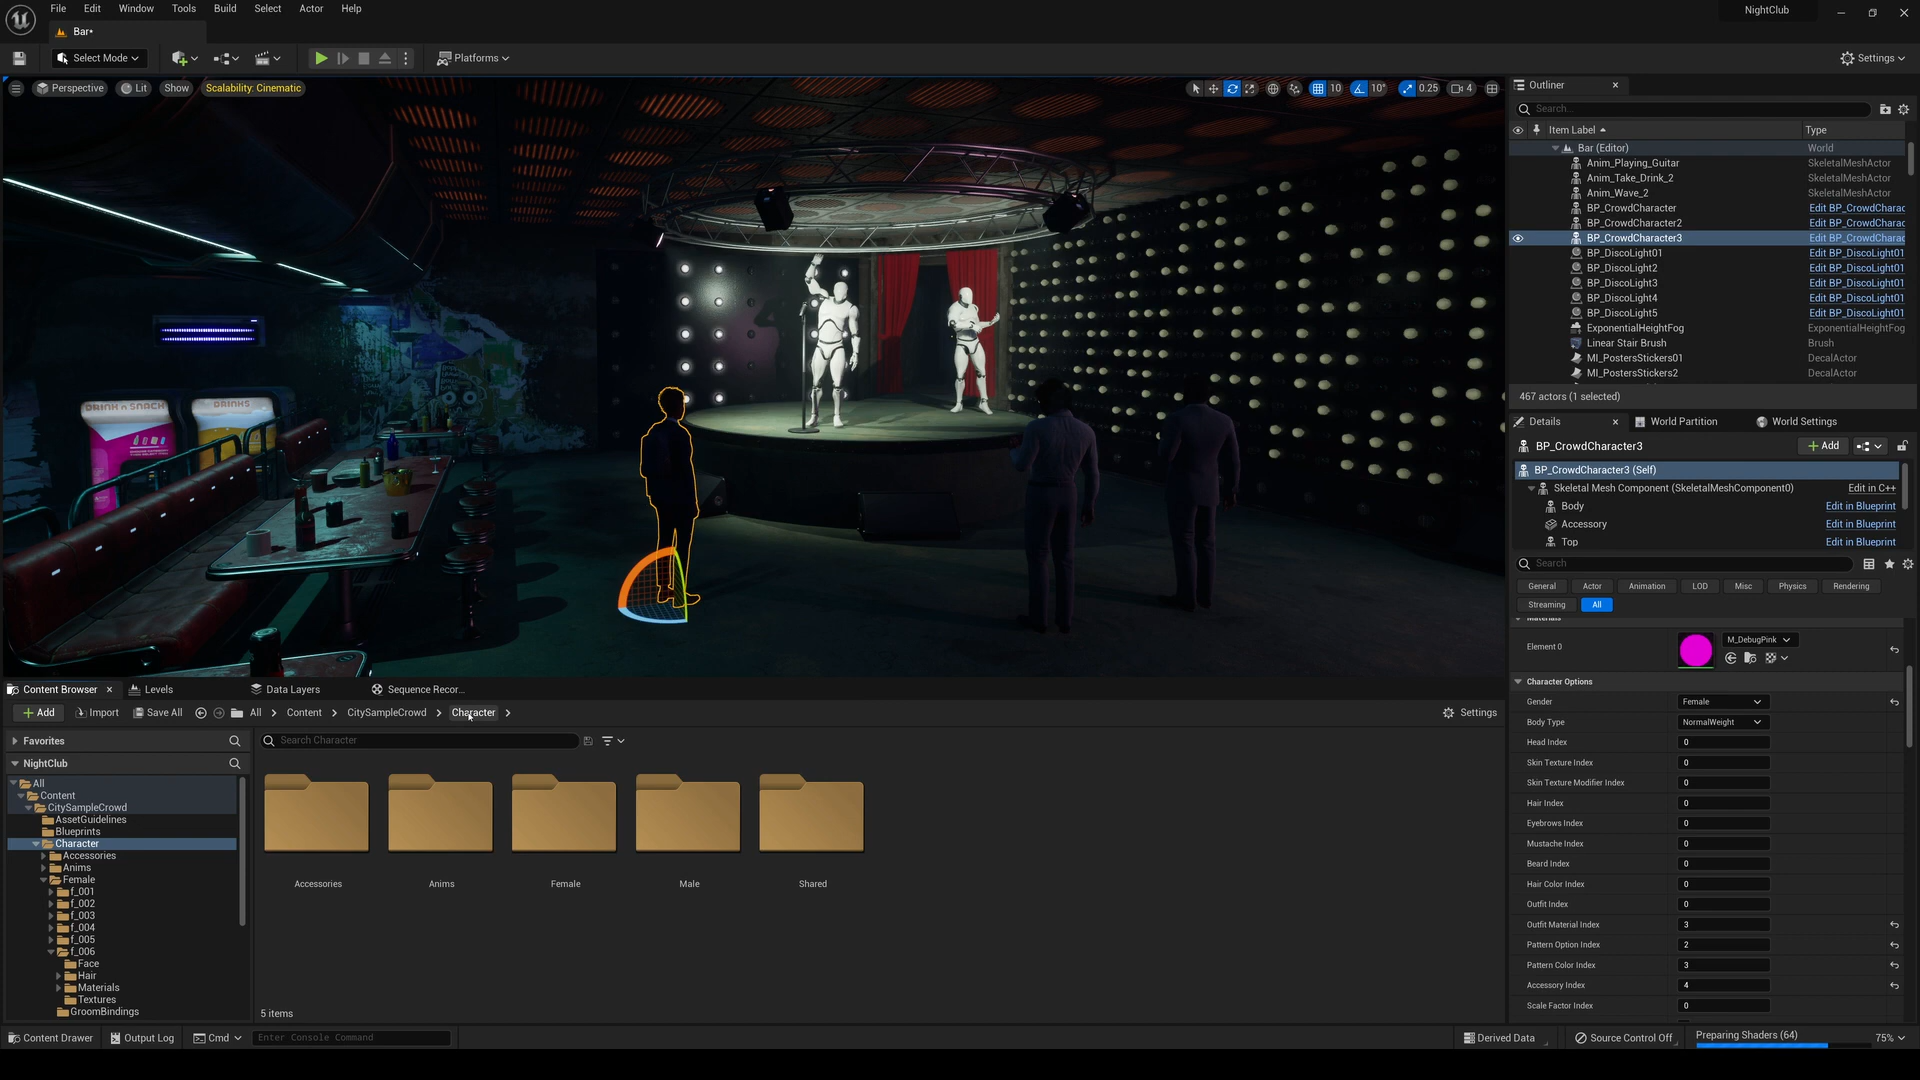 File Edit Window Tools Build Select Actor Help
NightClub
Bar•
Select Mode
Platforms
Settings
Perspective Lit Show Scalability: Cinematic
10 10° 0.25 4
DRINK n SNACK
DRINKS
Outliner
Search...
Item Label Type
Bar (Editor) World
Anim_Playing_Guitar SkeletalMeshActor
Anim_Take_Drink_2 SkeletalMeshActor
Anim_Wave_2 SkeletalMeshActor
BP_CrowdCharacter Edit BP_CrowdCharac
BP_CrowdCharacter2 Edit BP_CrowdCharac
BP_CrowdCharacter3 Edit BP_CrowdCharac
BP_DiscoLight01 Edit BP_DiscoLight01
BP_DiscoLight2 Edit BP_DiscoLight01
BP_DiscoLight3 Edit BP_DiscoLight01
BP_DiscoLight4 Edit BP_DiscoLight01
BP_DiscoLight5 Edit BP_DiscoLight01
ExponentialHeightFog ExponentialHeightFog
Linear Stair Brush Brush
MI_PostersStickers01 DecalActor
MI_PostersStickers2 DecalActor
467 actors (1 selected)
Details World Partition World Settings
BP_CrowdCharacter3 Add
BP_CrowdCharacter3 (Self)
Skeletal Mesh Component (SkeletalMeshComponent0) Edit in C++
Body Edit in Blueprint
Accessory Edit in Blueprint
Top Edit in Blueprint
Search
General Actor Animation LOD Misc Physics Rendering
Streaming All
Materials
Element 0 M_DebugPink
Character Options
Gender Female
Body Type NormalWeight
Head Index 0
Skin Texture Index 0
Skin Texture Modifier Index 0
Hair Index 0
Eyebrows Index 0
Mustache Index 0
Beard Index 0
Hair Color Index 0
Outfit Index 0
Outfit Material Index 3
Pattern Option Index 2
Pattern Color Index 3
Accessory Index 4
Scale Factor Index 0
Content Browser Levels Data Layers Sequence Recor...
Add Import Save All All Content CitySampleCrowd Character Settings
Favorites
NightClub
All
Content
CitySampleCrowd
AssetGuidelines
Blueprints
Character
Accessories
Anims
Female
f_001
f_002
f_003
f_004
f_005
f_006
Face
Hair
Materials
Textures
GroomBindings
Search Character
Accessories Anims Female Male Shared
5 items
Content Drawer Output Log Cmd Enter Console Command
Derived Data Source Control Off Preparing Shaders (64) 75%